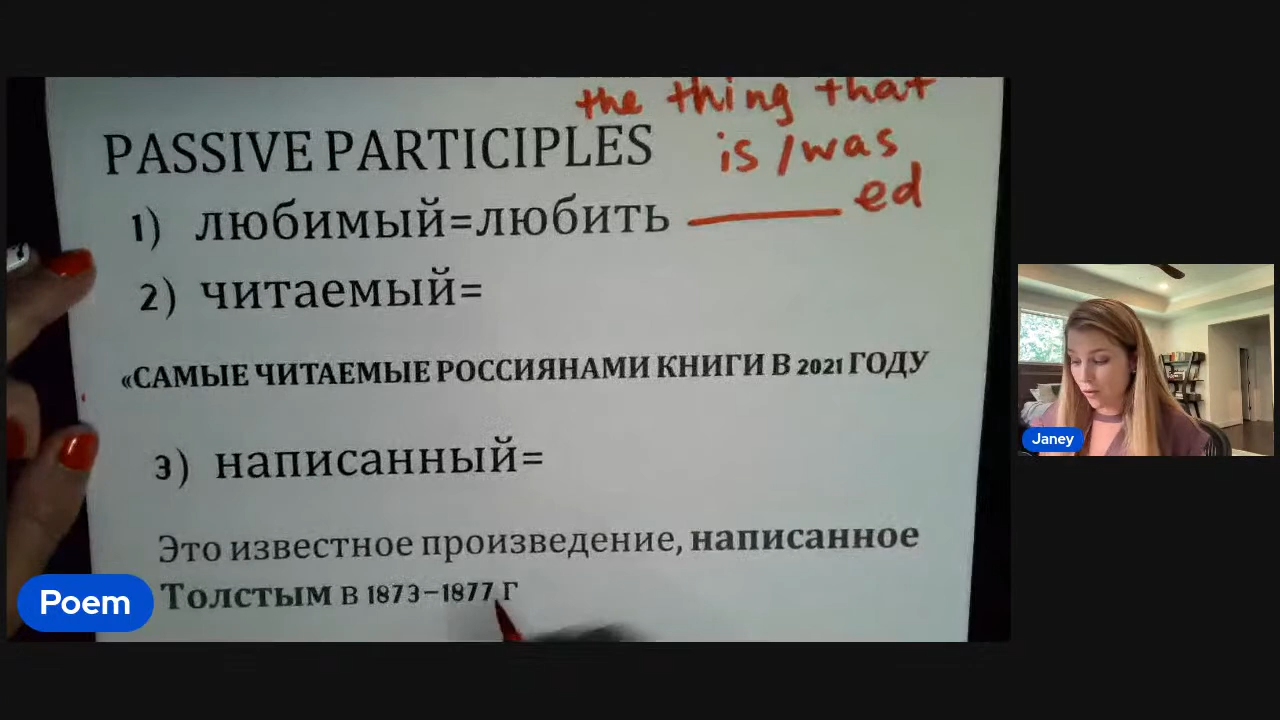 the thing that
PASSIVE PARTICIPLES is/was
1) любимый=любить ____ ed
2) читаемый=
«САМЫЕ ЧИТАЕМЫЕ РОССИЯНАМИ КНИГИ В 2021 ГОДУ
3) написанный=
Это известное произведение, написанное
Толстым в 1873–1877 г
Poem
Janey